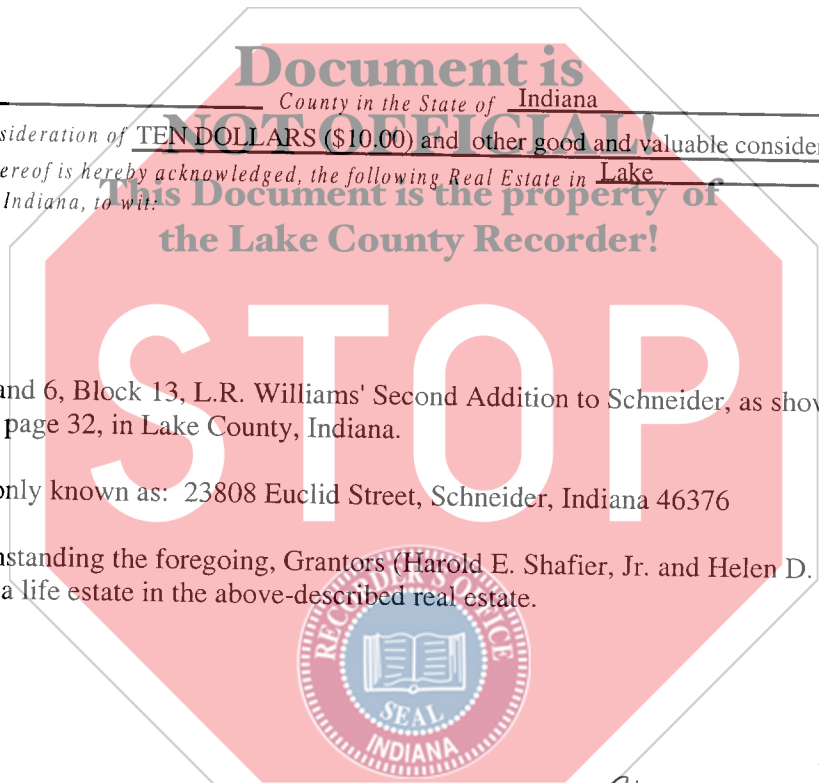 Document is
County in the State of Indiana
NOT OFFICIAL!
sideration of TEN DOLLARS ($10.00) and other good and valuable consider
ereof is hereby acknowledged, the following Real Estate in Lake
This Document is the property of
Indiana, to wit:
the Lake County Recorder!
STOP
and 6, Block 13, L.R. Williams' Second Addition to Schneider, as show
page 32, in Lake County, Indiana.
only known as: 23808 Euclid Street, Schneider, Indiana 46376
nstanding the foregoing, Grantors (Harold E. Shafier, Jr. and Helen D.
a life estate in the above-described real estate.
RECORDER'S OFFICE
SEAL
INDIANA